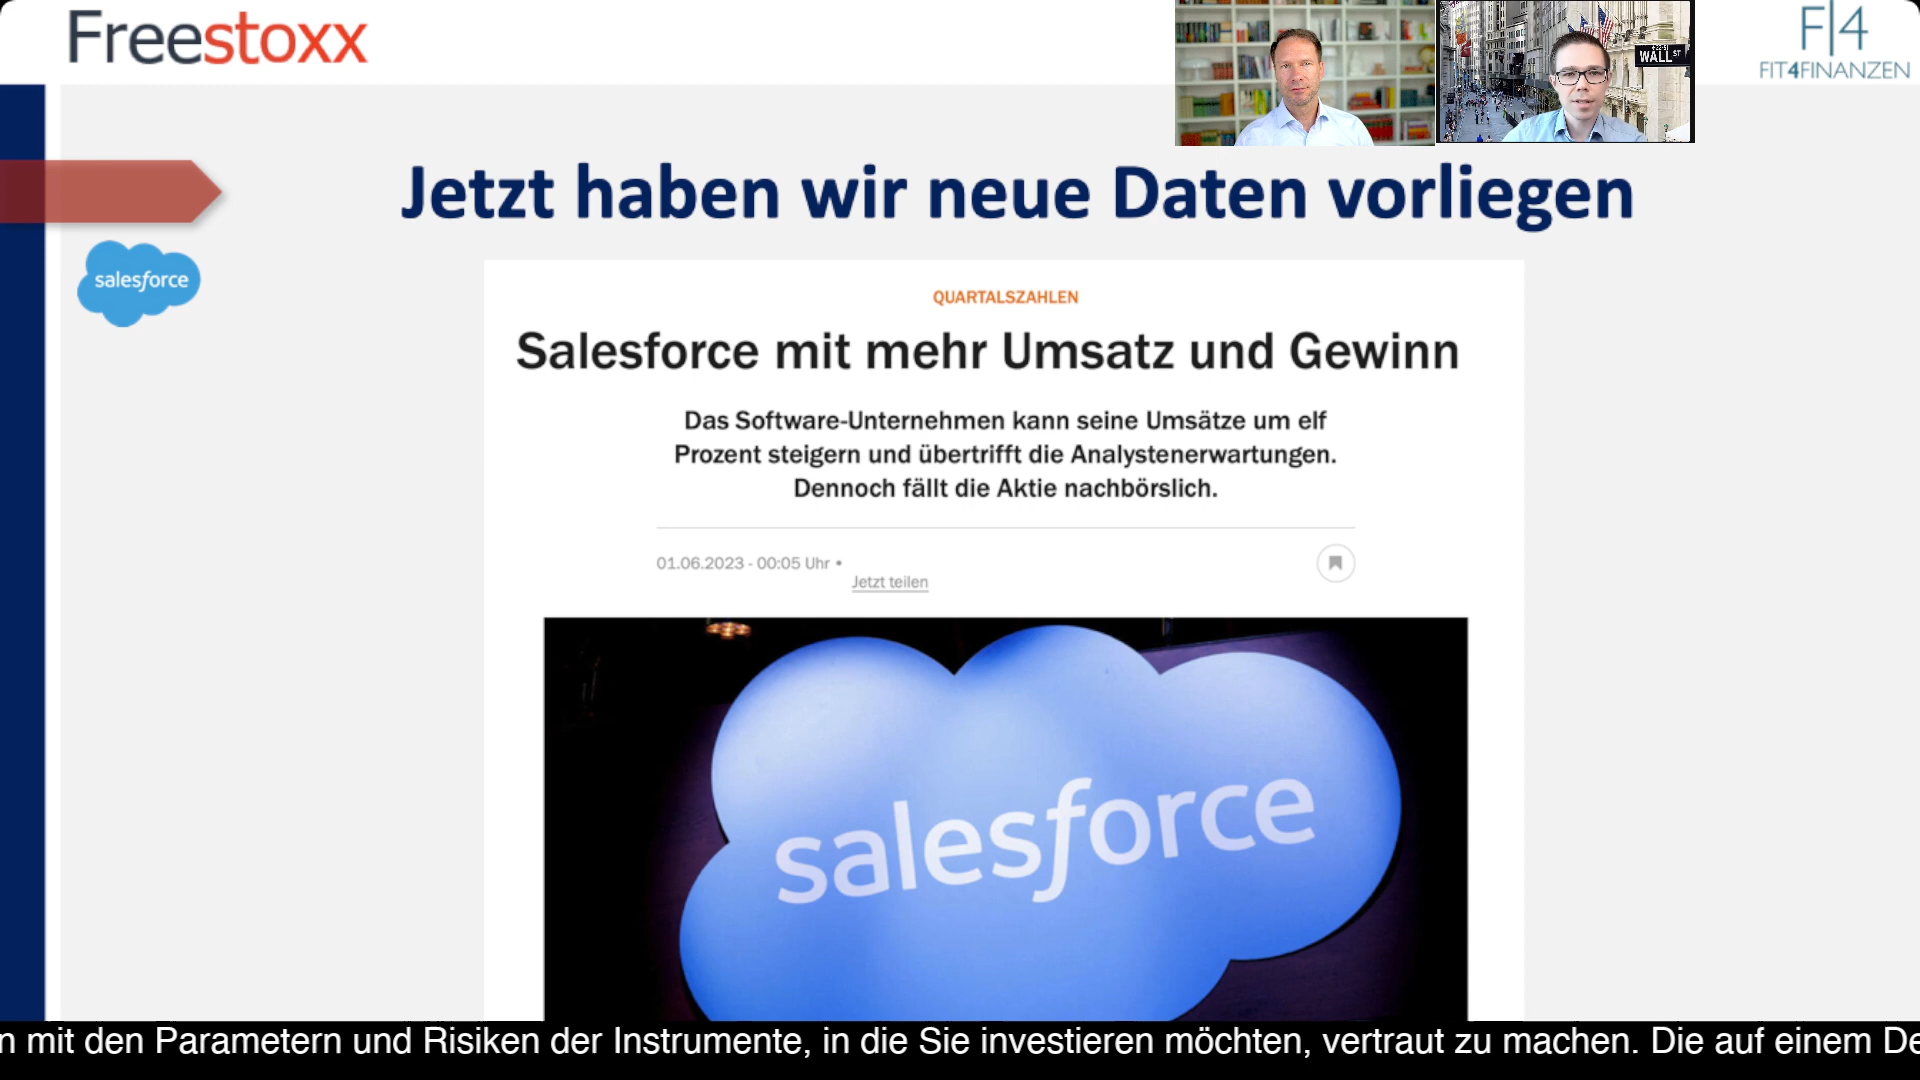 Freestoxx
WALL ST
F|4
FIT4FINANZEN
Jetzt haben wir neue Daten vorliegen
salesforce
QUARTALSZAHLEN
Salesforce mit mehr Umsatz und Gewinn
Das Software-Unternehmen kann seine Umsätze um elf
Prozent steigern und übertrifft die Analystenerwartungen.
Dennoch fällt die Aktie nachbörslich.
01.06.2023 - 00:05 Uhr •
Jetzt teilen
salesforce
n mit den Parametern und Risiken der Instrumente, in die Sie investieren möchten, vertraut zu machen. Die auf einem De